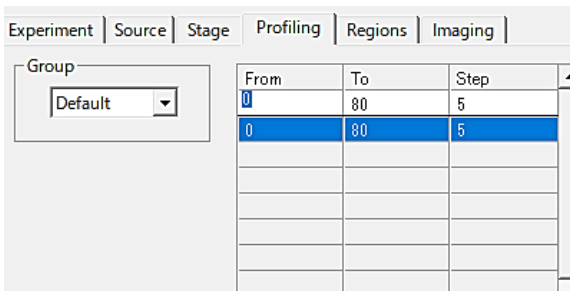 Experiment Source Stage Profiling Regions Imaging
Group
Default
From To Step
0 80 5
0 80 5